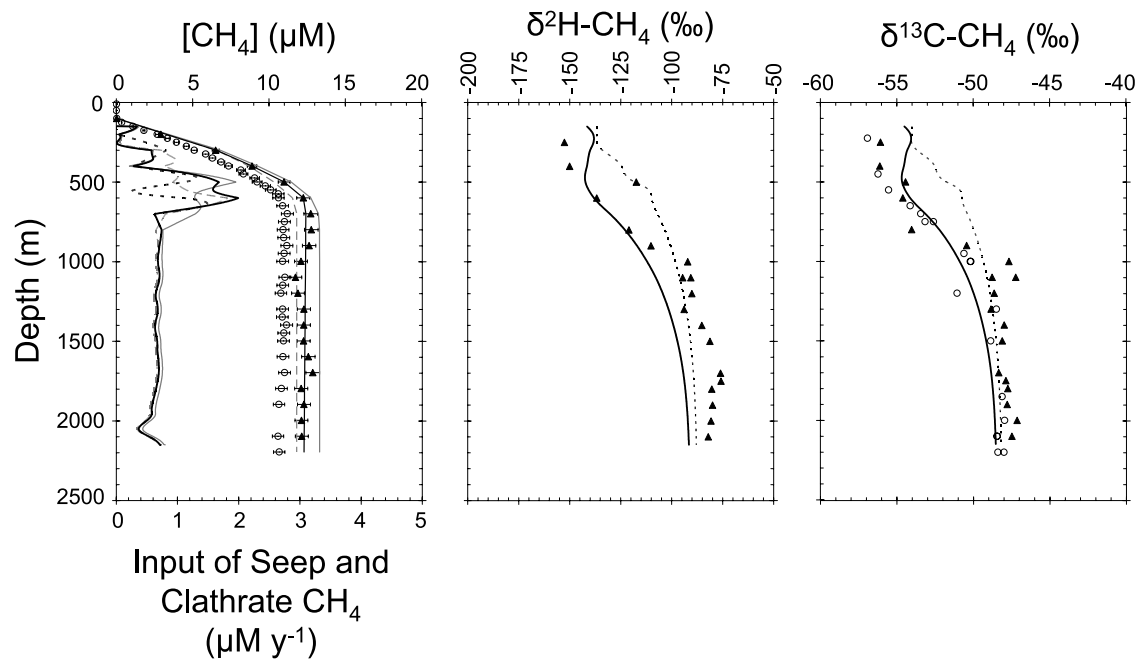 [CH4] (µM)
δ2H-CH4 (‰)
δ13C-CH4 (‰)
0 5 10 15 20
-200 -175 -150 -125 -100 -75 -50
-60 -55 -50 -45 -40
Depth (m)
0
500
1000
1500
2000
2500
0 1 2 3 4 5
Input of Seep and
Clathrate CH4
(µM y-1)